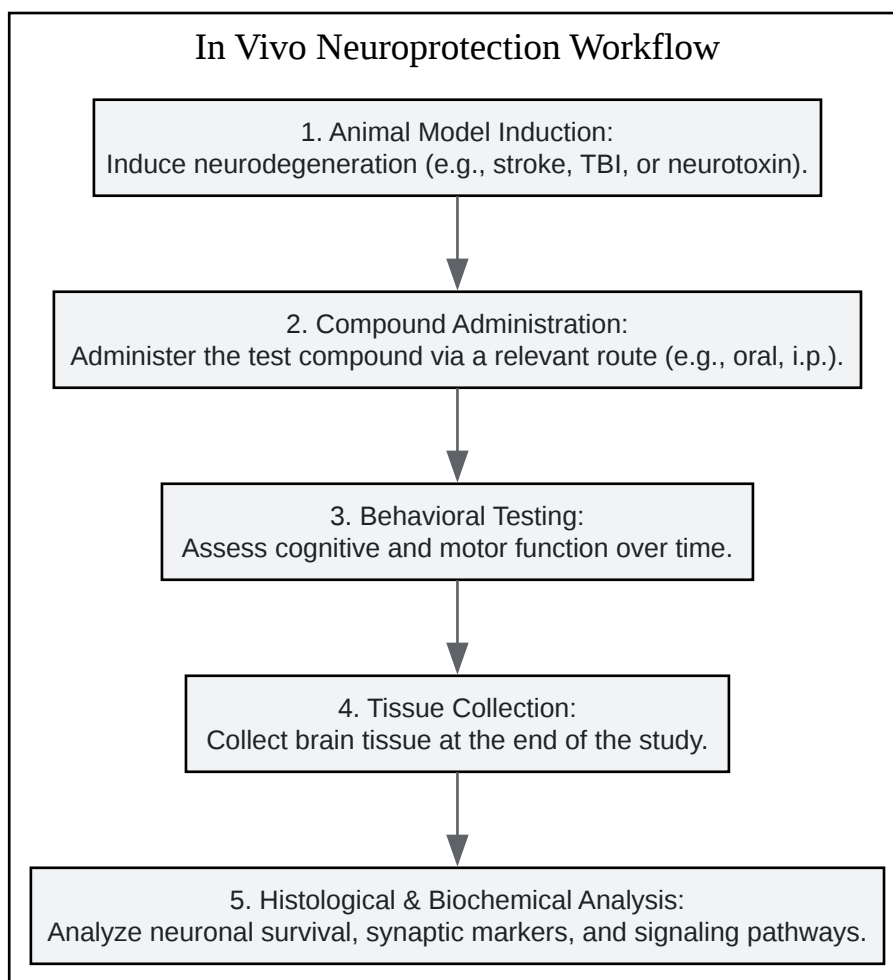 In Vivo Neuroprotection Workflow
1. Animal Model Induction:
Induce neurodegeneration (e.g., stroke, TBI, or neurotoxin).
2. Compound Administration:
Administer the test compound via a relevant route (e.g., oral, i.p.).
3. Behavioral Testing:
Assess cognitive and motor function over time.
4. Tissue Collection:
Collect brain tissue at the end of the study.
5. Histological & Biochemical Analysis:
Analyze neuronal survival, synaptic markers, and signaling pathways.